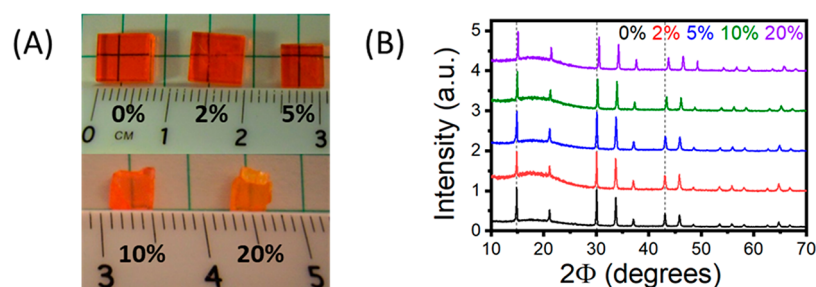 (A)
0% 2% 5%
0 CM 1 2 3
10% 20%
3 4 5
(B)
0% 2% 5% 10% 20%
Intensity (a.u.)
5
4
3
2
1
0
10 20 30 40 50 60 70
2Φ (degrees)